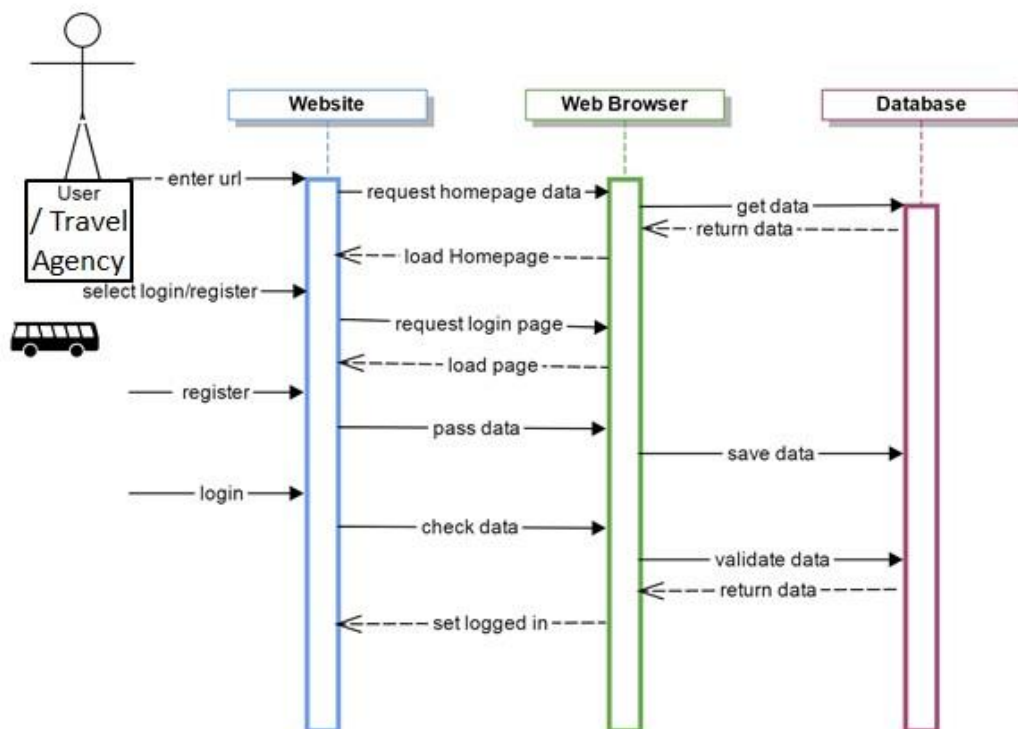 Website
Web Browser
Database
enter url
User
/ Travel
Agency
request homepage data
get data
return data
load Homepage
select login/register
request login page
load page
register
pass data
save data
login
check data
validate data
return data
set logged in